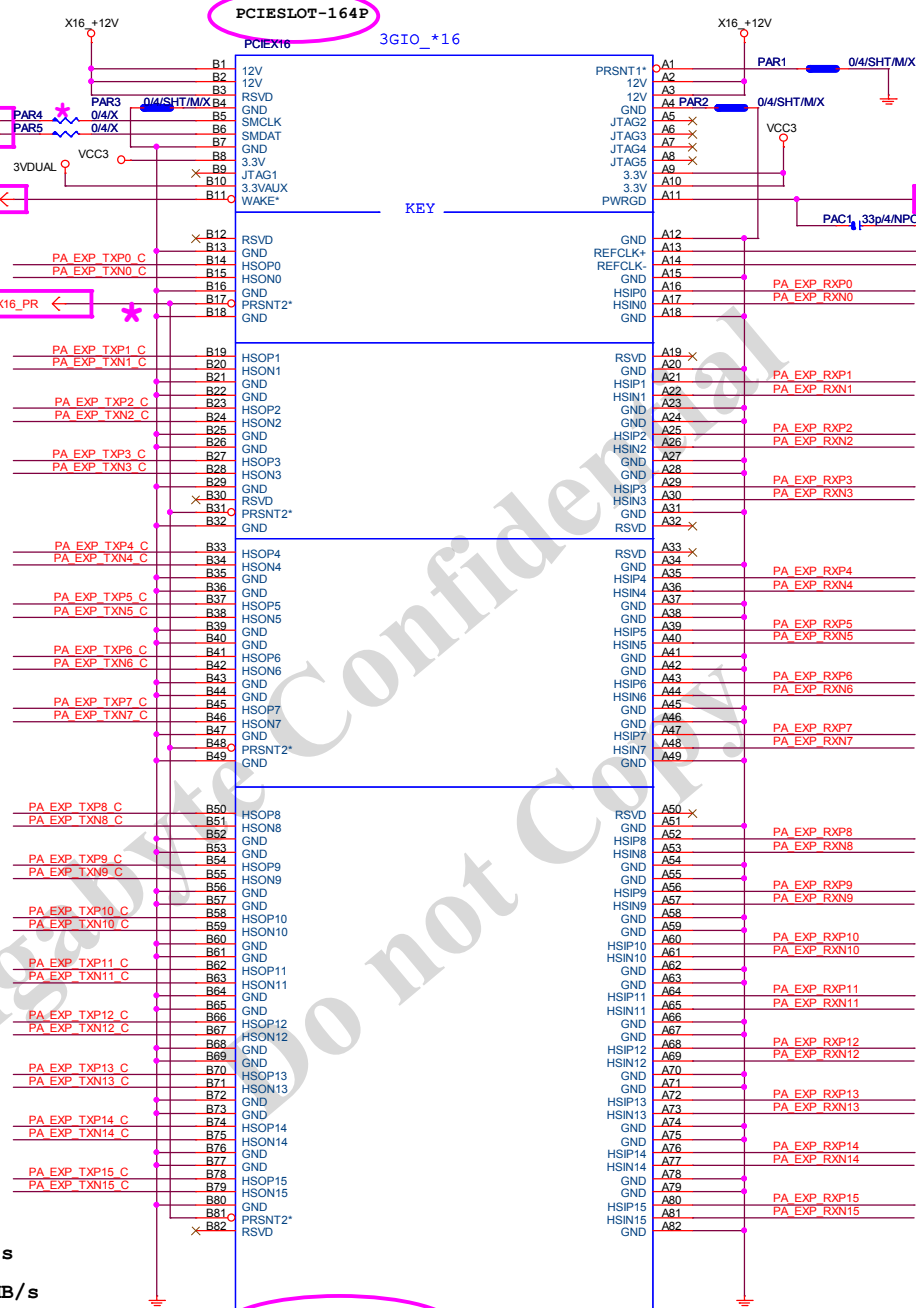 PCIESLOT-164P
X16_+12V
PCIEX16
3GIO_*16
X16_+12V
B1 12V PRSNT1* A1 PAR1 0/4/SHT/M/X
B2 12V 12V A2
B3 RSVD 12V A3
PAR3 0/4/SHT/M/X B4 GND GND A4 PAR2 0/4/SHT/M/X
PAR4 0/4/X B5 SMCLK JTAG2 A5
PAR5 0/4/X B6 SMDAT JTAG3 A6
B7 GND JTAG4 A7 VCC3
VCC3 B8 3.3V JTAG5 A8
3VDUAL B9 JTAG1 3.3V A9
B10 3.3VAUX 3.3V A10
B11 WAKE* PWRGD A11
KEY
PAC1 33p/4/NPO
B12 RSVD GND A12
B13 GND REFCLK+ A13
PA_EXP_TXP0_C B14 HSOP0 REFCLK- A14
PA_EXP_TXN0_C B15 HSON0 GND A15
B16 GND HSIP0 A16 PA_EXP_RXP0
X16_PR B17 PRSNT2* HSIN0 A17 PA_EXP_RXN0
B18 GND GND A18
PA_EXP_TXP1_C B19 HSOP1 RSVD A19
PA_EXP_TXN1_C B20 HSON1 GND A20
B21 GND HSIP1 A21 PA_EXP_RXP1
B22 GND HSIN1 A22 PA_EXP_RXN1
PA_EXP_TXP2_C B23 HSOP2 GND A23
PA_EXP_TXN2_C B24 HSON2 GND A24
B25 GND HSIP2 A25 PA_EXP_RXP2
B26 GND HSIN2 A26 PA_EXP_RXN2
PA_EXP_TXP3_C B27 HSOP3 GND A27
PA_EXP_TXN3_C B28 HSON3 GND A28
B29 GND HSIP3 A29 PA_EXP_RXP3
B30 RSVD HSIN3 A30 PA_EXP_RXN3
B31 PRSNT2* GND A31
B32 GND RSVD A32
PA_EXP_TXP4_C B33 HSOP4 RSVD A33
PA_EXP_TXN4_C B34 HSON4 GND A34
B35 GND HSIP4 A35 PA_EXP_RXP4
B36 GND HSIN4 A36 PA_EXP_RXN4
PA_EXP_TXP5_C B37 HSOP5 GND A37
PA_EXP_TXN5_C B38 HSON5 GND A38
B39 GND HSIP5 A39 PA_EXP_RXP5
B40 GND HSIN5 A40 PA_EXP_RXN5
PA_EXP_TXP6_C B41 HSOP6 GND A41
PA_EXP_TXN6_C B42 HSON6 GND A42
B43 GND HSIP6 A43 PA_EXP_RXP6
B44 GND HSIN6 A44 PA_EXP_RXN6
PA_EXP_TXP7_C B45 HSOP7 GND A45
PA_EXP_TXN7_C B46 HSON7 GND A46
B47 GND HSIP7 A47 PA_EXP_RXP7
B48 PRSNT2* HSIN7 A48 PA_EXP_RXN7
B49 GND GND A49
PA_EXP_TXP8_C B50 HSOP8 RSVD A50
PA_EXP_TXN8_C B51 HSON8 GND A51
B52 GND HSIP8 A52 PA_EXP_RXP8
B53 GND HSIN8 A53 PA_EXP_RXN8
PA_EXP_TXP9_C B54 HSOP9 GND A54
PA_EXP_TXN9_C B55 HSON9 GND A55
B56 GND HSIP9 A56 PA_EXP_RXP9
B57 GND HSIN9 A57 PA_EXP_RXN9
PA_EXP_TXP10_C B58 HSOP10 GND A58
PA_EXP_TXN10_C B59 HSON10 GND A59
B60 GND HSIP10 A60 PA_EXP_RXP10
B61 GND HSIN10 A61 PA_EXP_RXN10
PA_EXP_TXP11_C B62 HSOP11 GND A62
PA_EXP_TXN11_C B63 HSON11 GND A63
B64 GND HSIP11 A64 PA_EXP_RXP11
B65 GND HSIN11 A65 PA_EXP_RXN11
PA_EXP_TXP12_C B66 HSOP12 GND A66
PA_EXP_TXN12_C B67 HSON12 GND A67
B68 GND HSIP12 A68 PA_EXP_RXP12
B69 GND HSIN12 A69 PA_EXP_RXN12
PA_EXP_TXP13_C B70 HSOP13 GND A70
PA_EXP_TXN13_C B71 HSON13 GND A71
B72 GND HSIP13 A72 PA_EXP_RXP13
B73 GND HSIN13 A73 PA_EXP_RXN13
PA_EXP_TXP14_C B74 HSOP14 GND A74
PA_EXP_TXN14_C B75 HSON14 GND A75
B76 GND HSIP14 A76 PA_EXP_RXP14
B77 GND HSIN14 A77 PA_EXP_RXN14
PA_EXP_TXP15_C B78 HSOP15 GND A78
PA_EXP_TXN15_C B79 HSON15 GND A79
B80 GND HSIP15 A80 PA_EXP_RXP15
B81 PRSNT2* HSIN15 A81 PA_EXP_RXN15
B82 RSVD GND A82
gabyte Confidential
Do not Copy
s
B/s